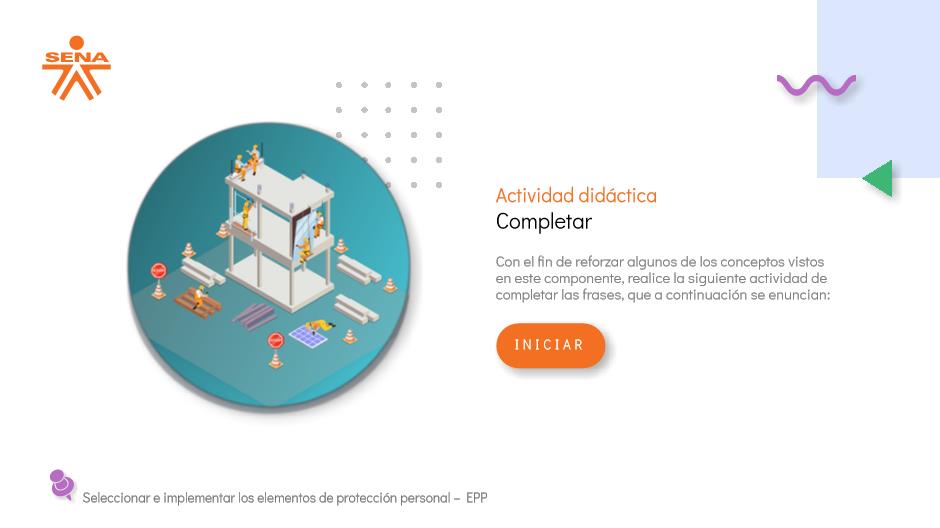 SENA
Actividad didáctica
Completar
Con el fin de reforzar algunos de los conceptos vistos
en este componente, realice la siguiente actividad de
completar las frases, que a continuación se enuncian:
INICIAR
Seleccionar e implementar los elementos de protección personal – EPP